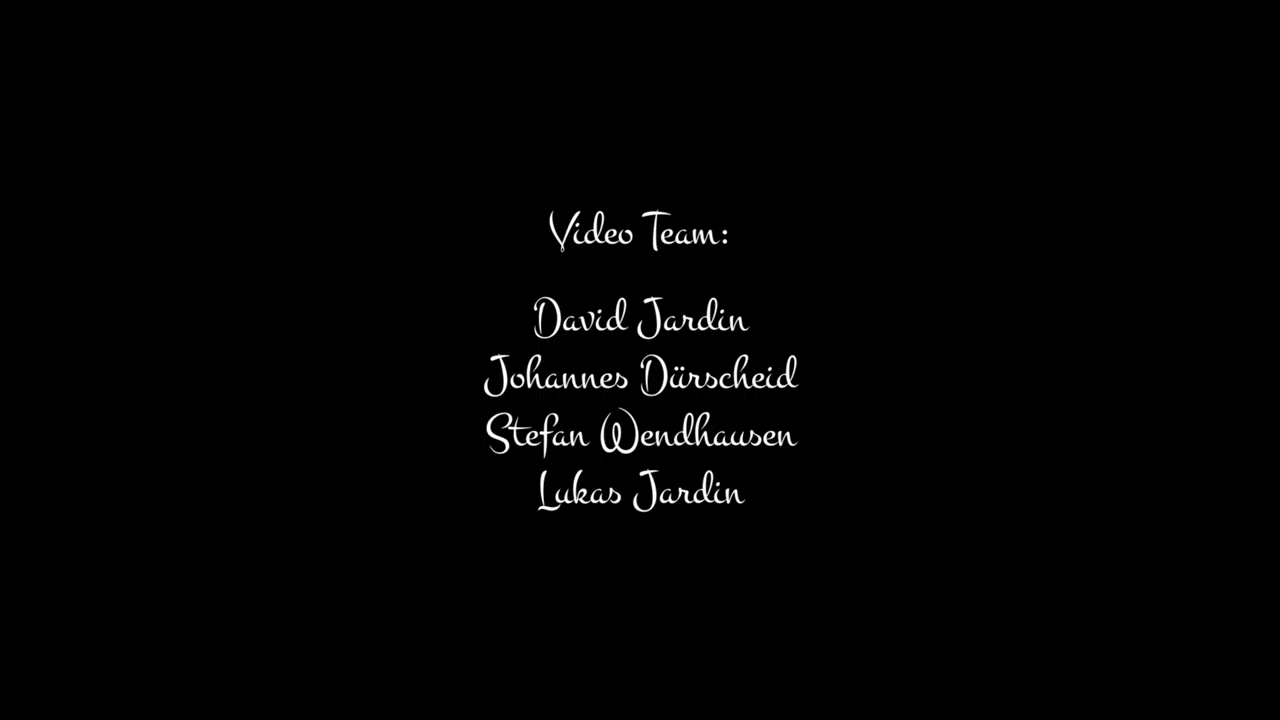 Video Team:
David Jardin
Johannes Dürscheid
Stefan Wendhausen
Lukas Jardin